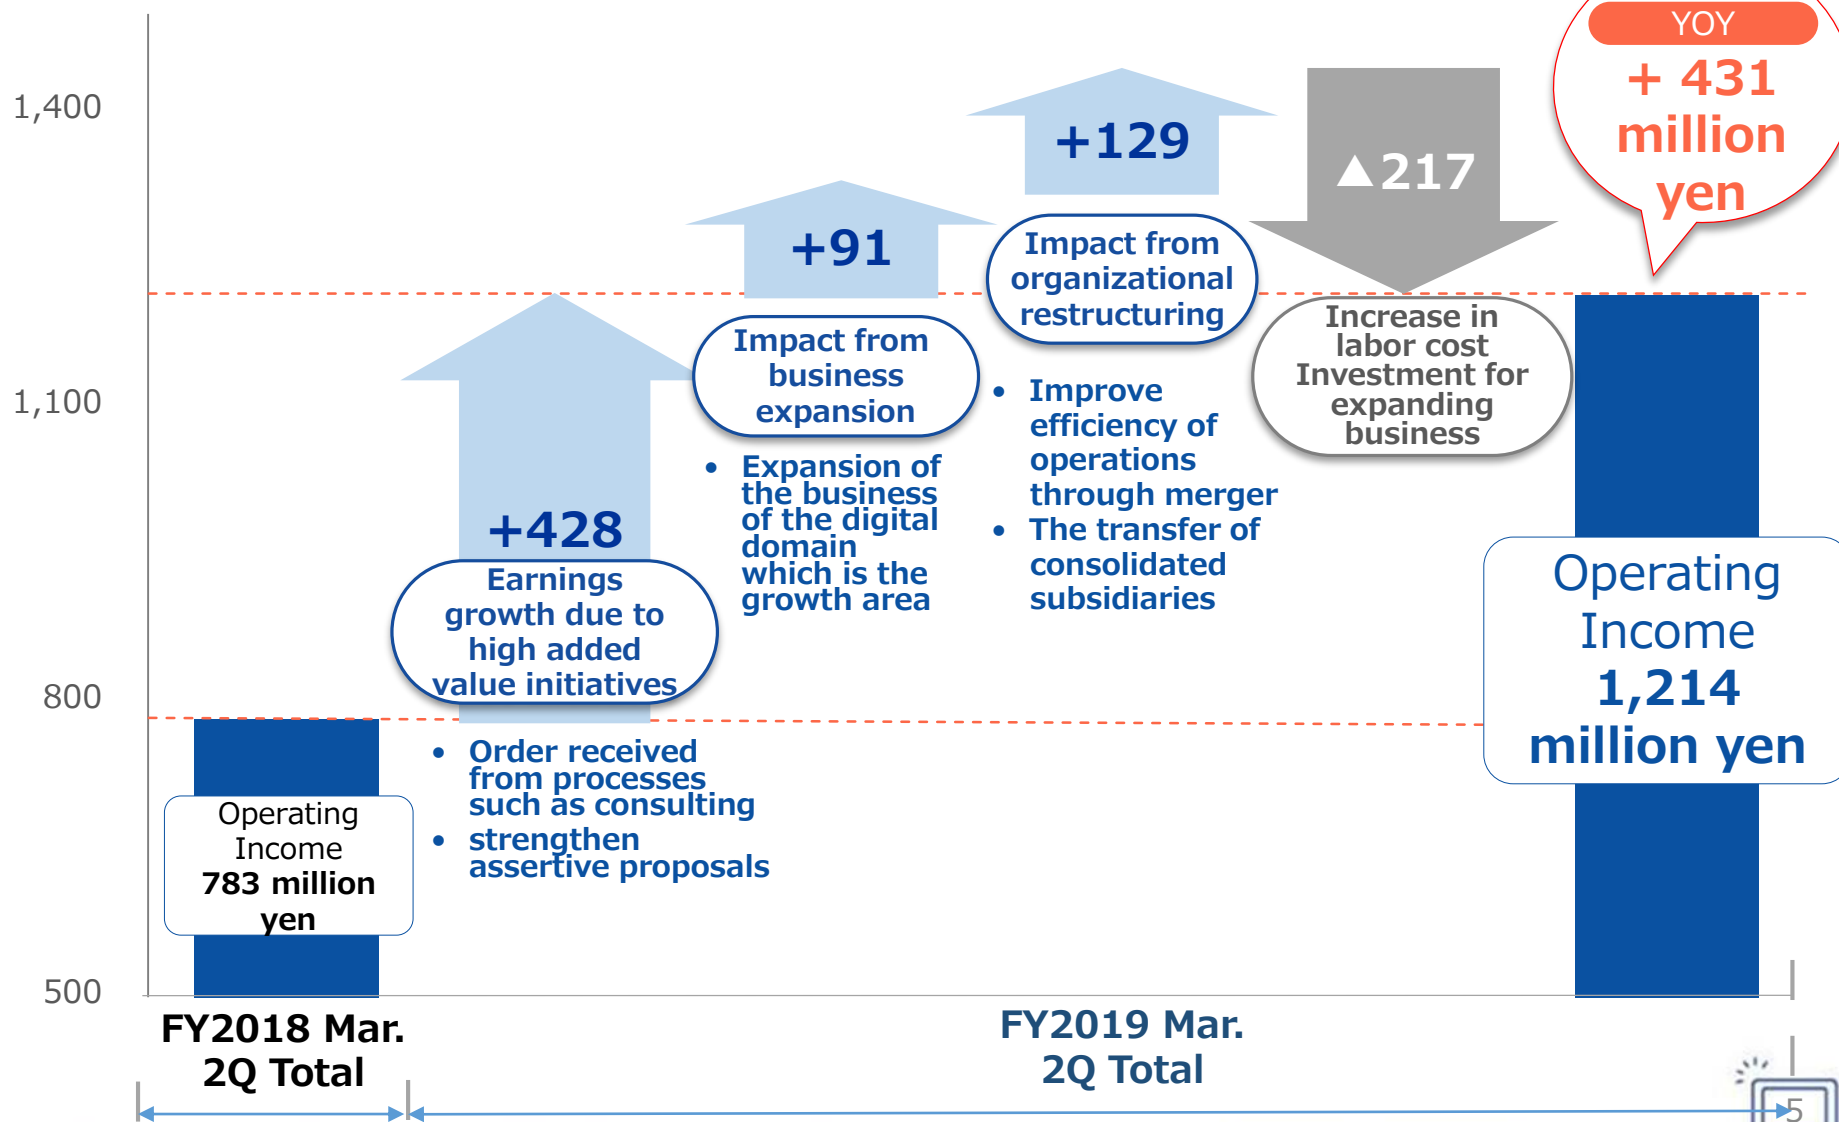 1,400
1,100
800
500
YOY
+ 431
million
yen
+428
Earnings
growth due to
high added
value initiatives
• Order received
from processes
such as consulting
• strengthen
assertive proposals
+91
Impact from
business
expansion
• Expansion of
the business
of the digital
domain
which is the
growth area
+129
Impact from
organizational
restructuring
• Improve
efficiency of
operations
through merger
• The transfer of
consolidated
subsidiaries
▲217
Increase in
labor cost
Investment for
expanding
business
Operating
Income
783 million
yen
Operating
Income
1,214
million yen
FY2018 Mar.
2Q Total
FY2019 Mar.
2Q Total
5